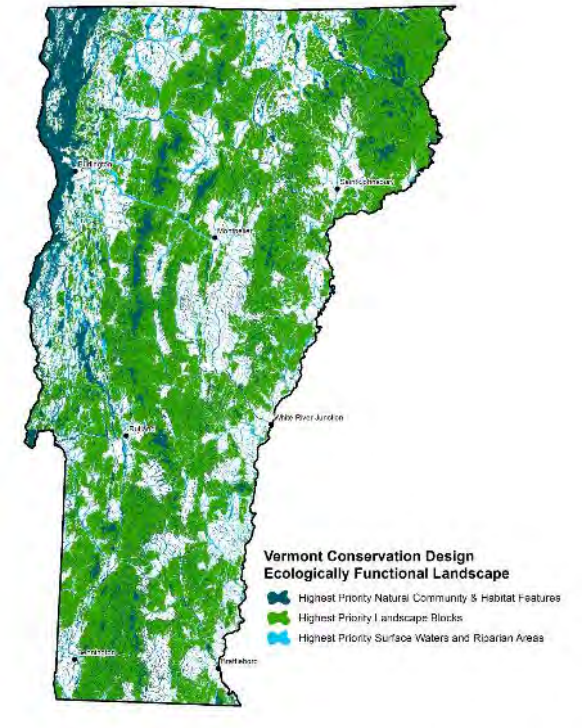 Burlington
Saint Johnsbury
Montpelier
White River Junction
Rutland
Vermont Conservation Design
Ecologically Functional Landscape
Highest Priority Natural Community & Habitat Features
Highest Priority Landscape Blocks
Highest Priority Surface Waters and Riparian Areas
Bennington
Brattleboro